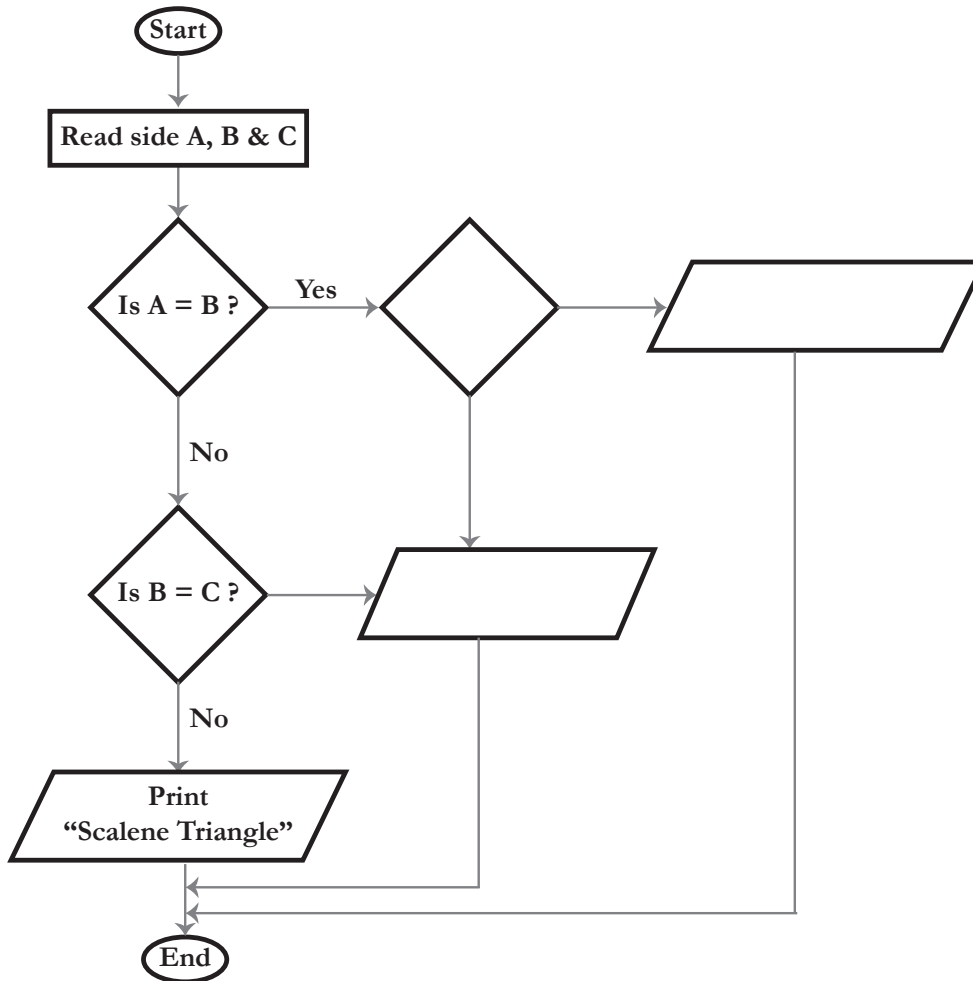 Start
Read side A, B & C
Is A = B ?
Yes
No
Is B = C ?
No
Print
“Scalene Triangle”
End